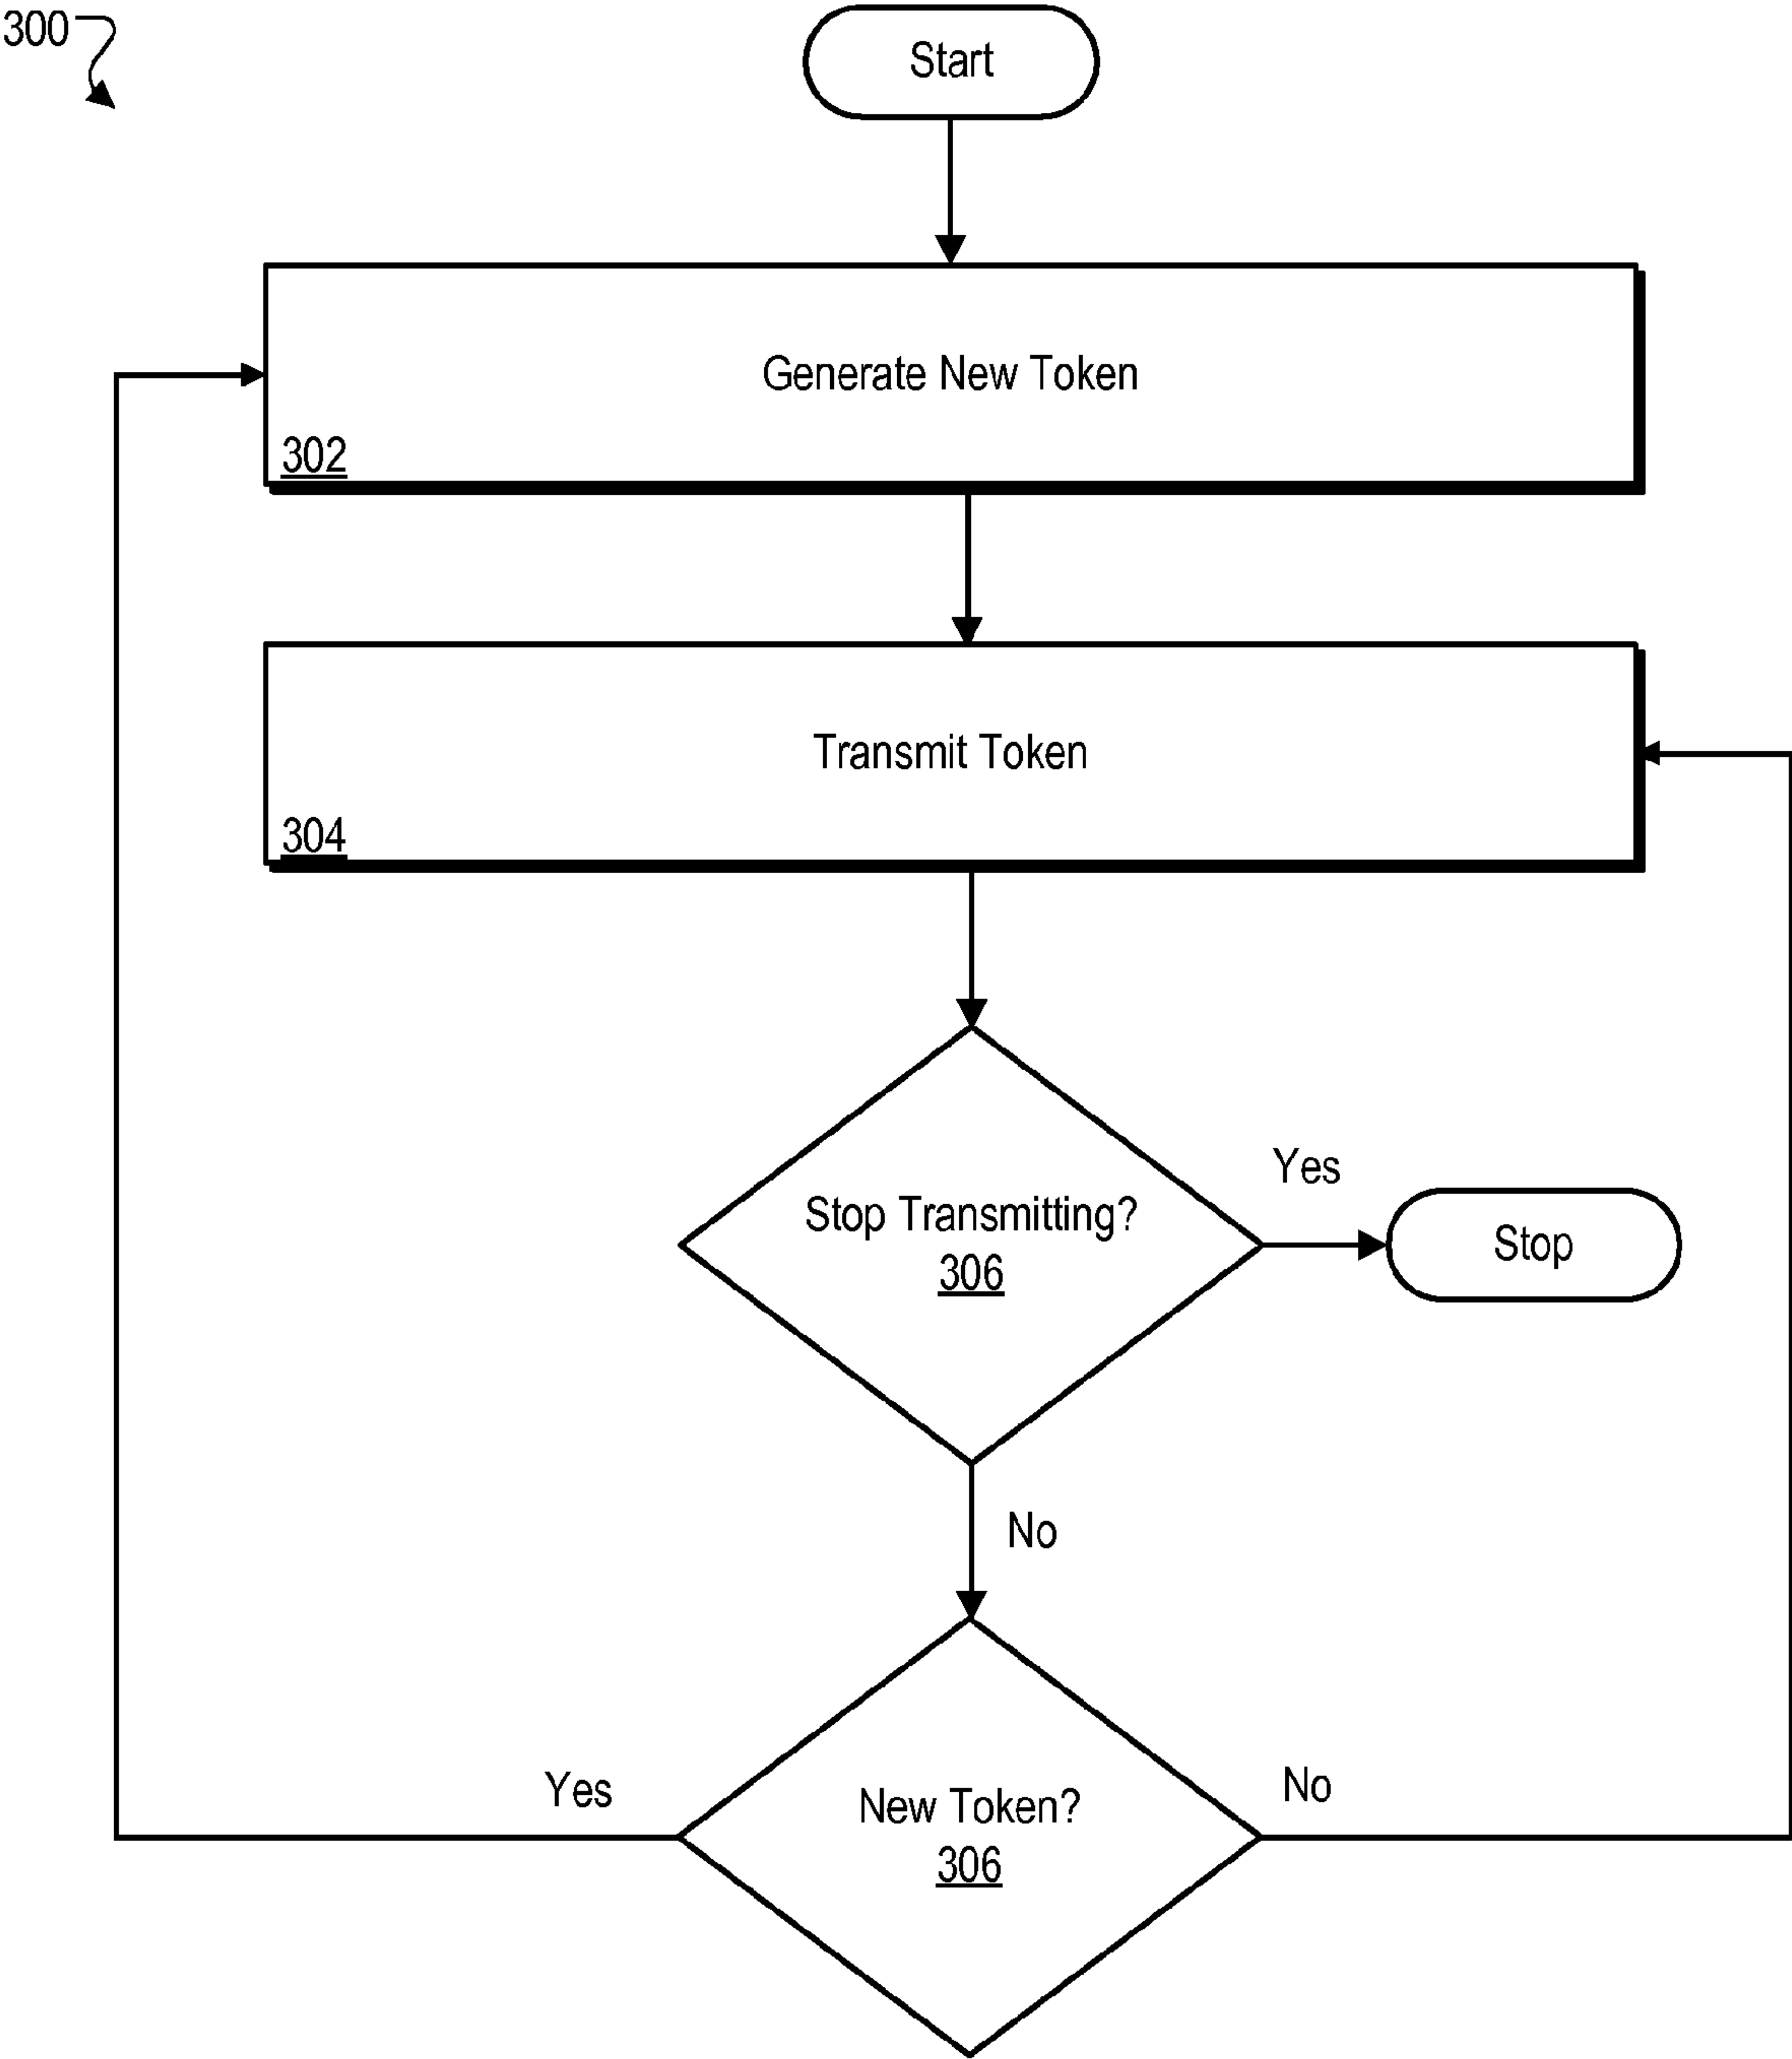 300
Start
Generate New Token
302
Transmit Token
304
Stop Transmitting?
306
Yes
Stop
No
New Token?
306
Yes
No